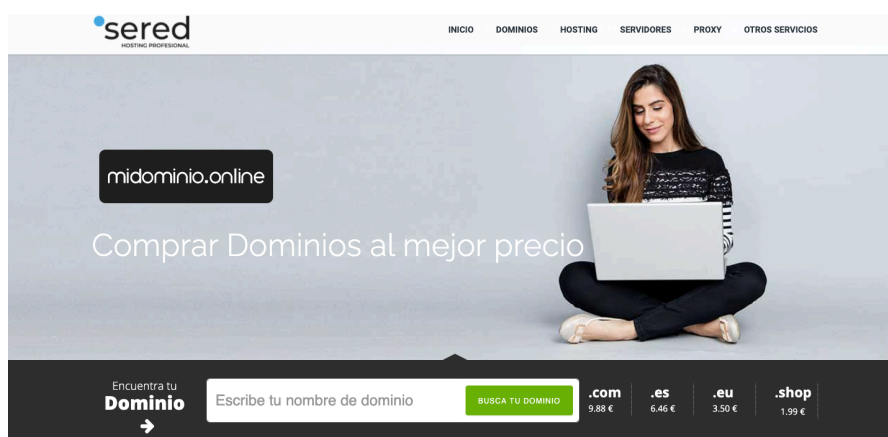 sered
HOSTING PROFESIONAL
INICIO DOMINIOS HOSTING SERVIDORES PROXY OTROS SERVICIOS
midominio.online
Comprar Dominios al mejor precio
Encuentra tu
Dominio
Escribe tu nombre de dominio
BUSCA TU DOMINIO
.com
9.88 €
.es
6.46 €
.eu
3.50 €
.shop
1.99 €